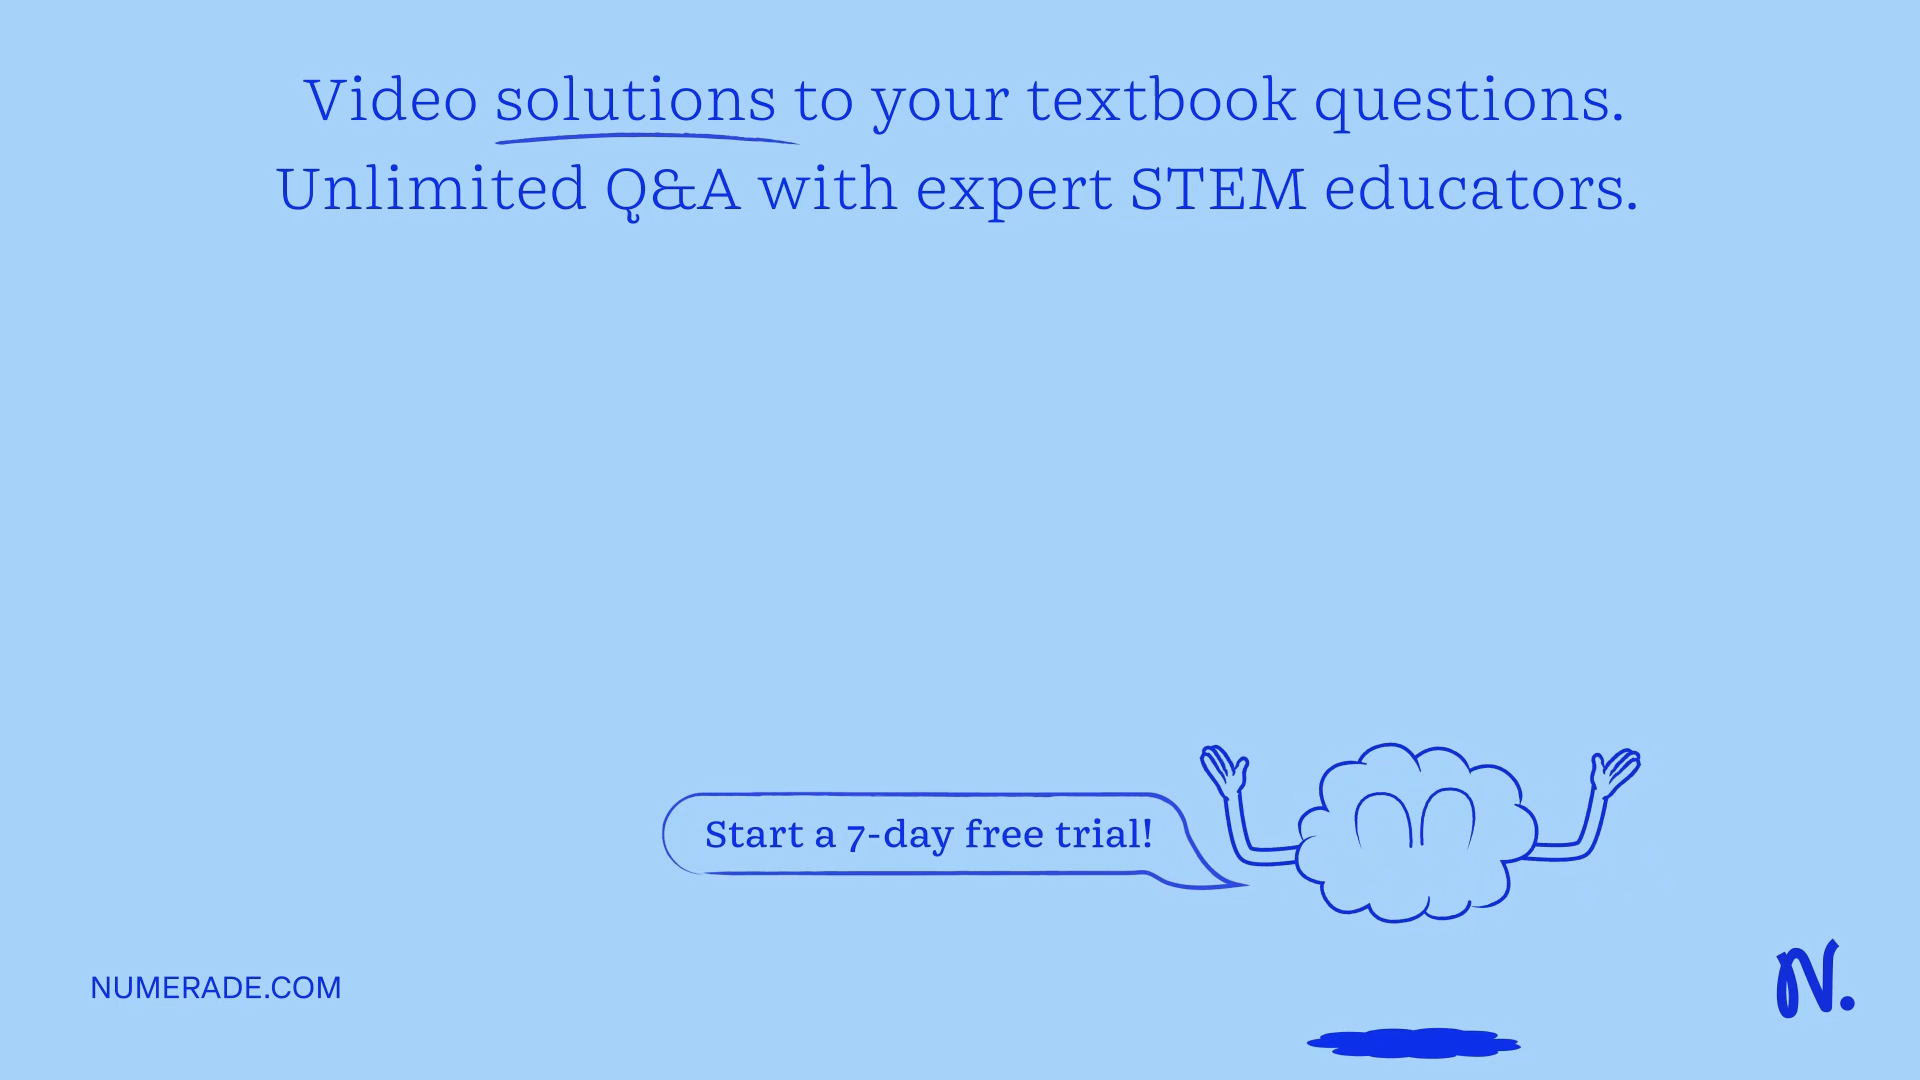 Video solutions to your textbook questions.
Unlimited Q&A with expert STEM educators.
Start a 7-day free trial!
NUMERADE.COM
N.